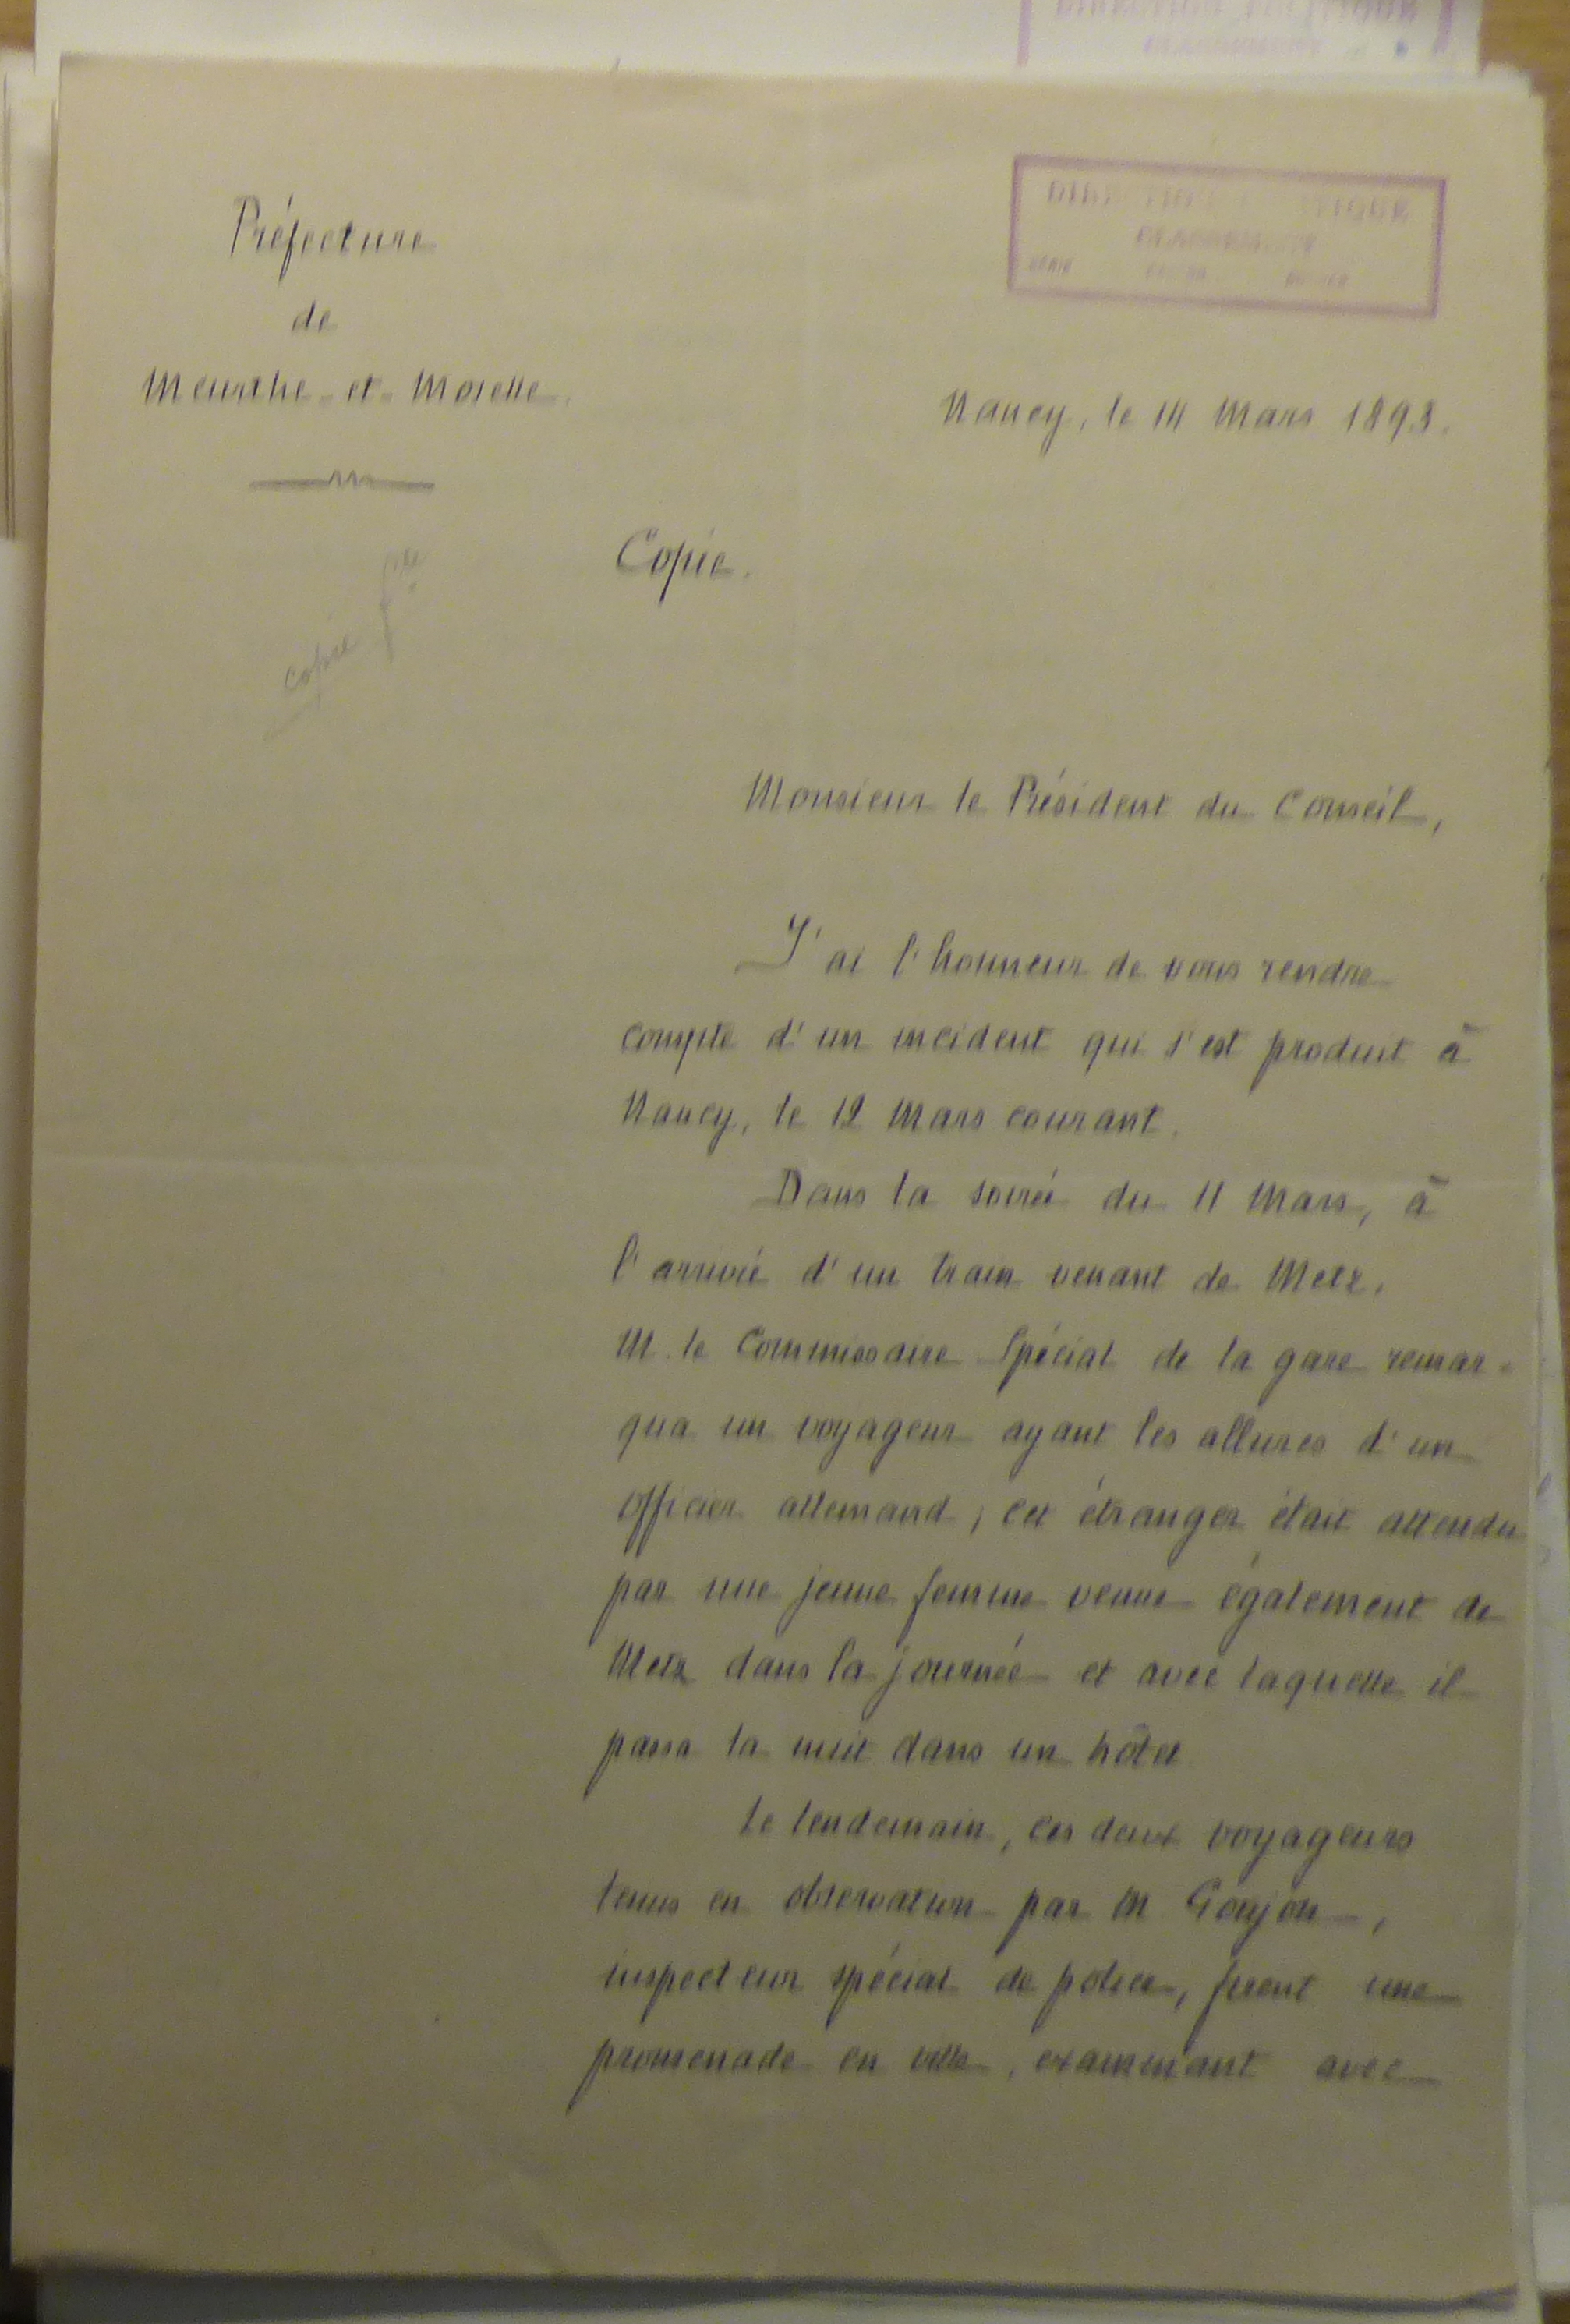 DIRECTION POLITIQUE
Préfecture
de
Meurthe-et-Moselle.
Nancy, le 14 Mars 1893.
Copie.
copie
Monsieur le Président du Conseil,
J'ai l'honneur de vous rendre
compte d'un incident qui s'est produit à
Nancy, le 12 Mars courant.
Dans la soirée du 11 Mars, à
l'arrivée d'un train venant de Metz,
M. le Commissaire Spécial de la gare remar-
qua un voyageur ayant les allures d'un
officier allemand ; cet étranger était attendu
par une jeune femme venue également de
Metz dans la journée et avec laquelle il
passa la nuit dans un hôtel
Le lendemain, ces deux voyageurs
tenus en observation par M Goujon,
inspecteur spécial de police, firent une
promenade en ville, examinant avec